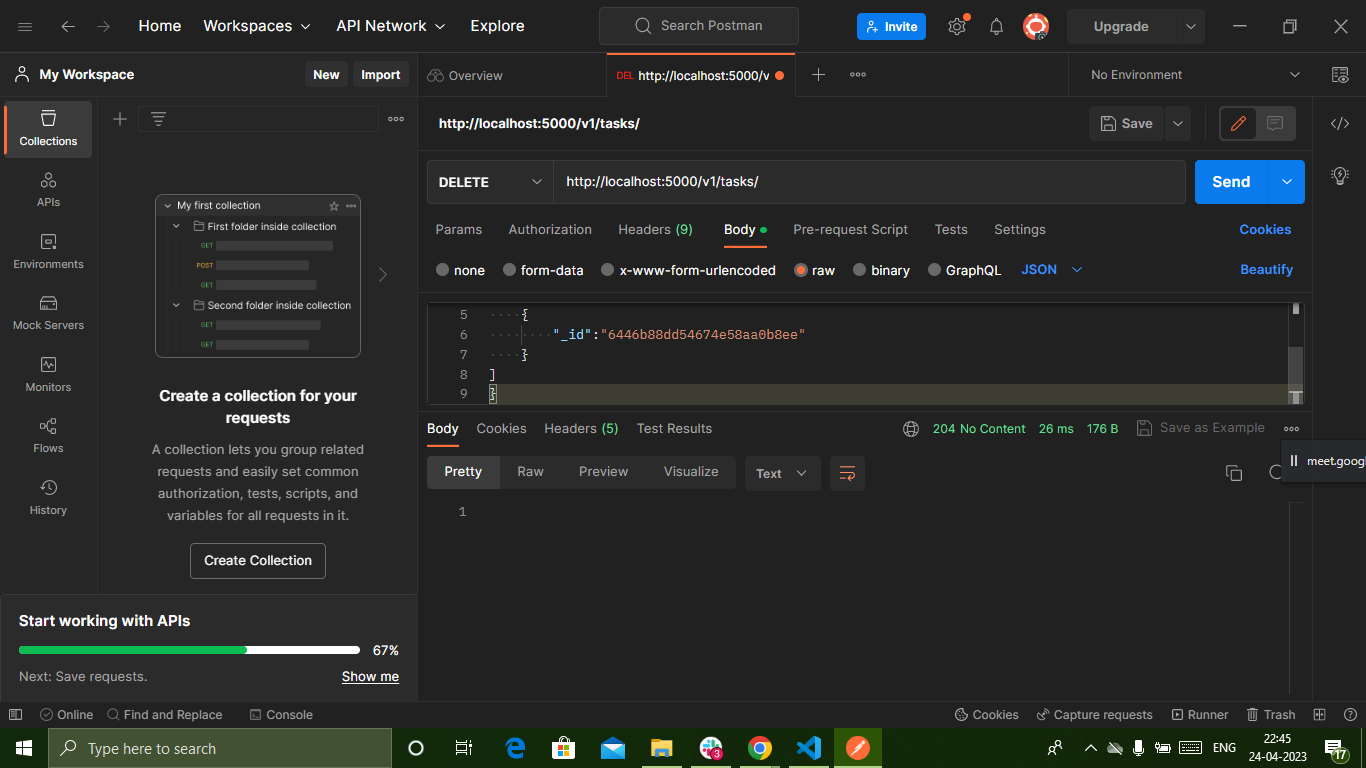 Home Workspaces API Network Explore Search Postman Invite Upgrade
My Workspace New Import Overview DEL http://localhost:5000/v No Environment
Collections
APIs
Environments
Mock Servers
Monitors
Flows
History
My first collection
First folder inside collection
GET
POST
GET
Second folder inside collection
GET
GET
Create a collection for your
requests
A collection lets you group related
requests and easily set common
authorization, tests, scripts, and
variables for all requests in it.
Create Collection
Start working with APIs
67%
Next: Save requests. Show me
http://localhost:5000/v1/tasks/ Save
DELETE http://localhost:5000/v1/tasks/ Send
Params Authorization Headers (9) Body Pre-request Script Tests Settings Cookies
none form-data x-www-form-urlencoded raw binary GraphQL JSON Beautify
5 {
6 "_id":"6446b88dd54674e58aa0b8ee"
7 }
8 ]
9 }
Body Cookies Headers (5) Test Results 204 No Content 26 ms 176 B Save as Example
meet.googl
Pretty Raw Preview Visualize Text
1
Online Find and Replace Console Cookies Capture requests Runner Trash
Type here to search 3 ENG 22:45
24-04-2023 17